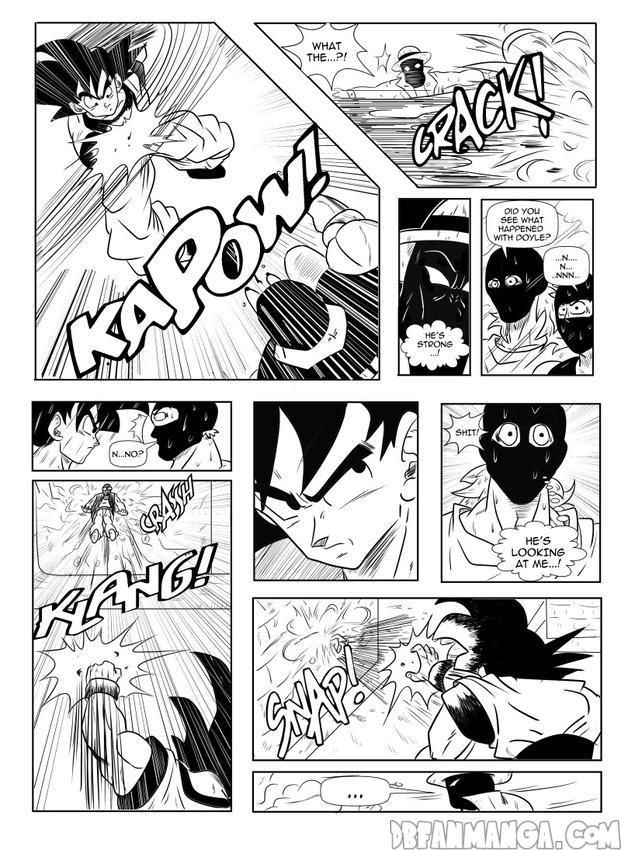 KAPOW!
WHAT
THE...?!
CRACK!
HE'S
STRONG
...!
DID YOU
SEE WHAT
HAPPENED
WITH DOYLE?
...N....
N...
..NNN...
N...NO?
CRASH!
KLANG!
SHIT!
HE'S
LOOKING
AT ME...!
SNAP!
...
DBFANMANGA.COM